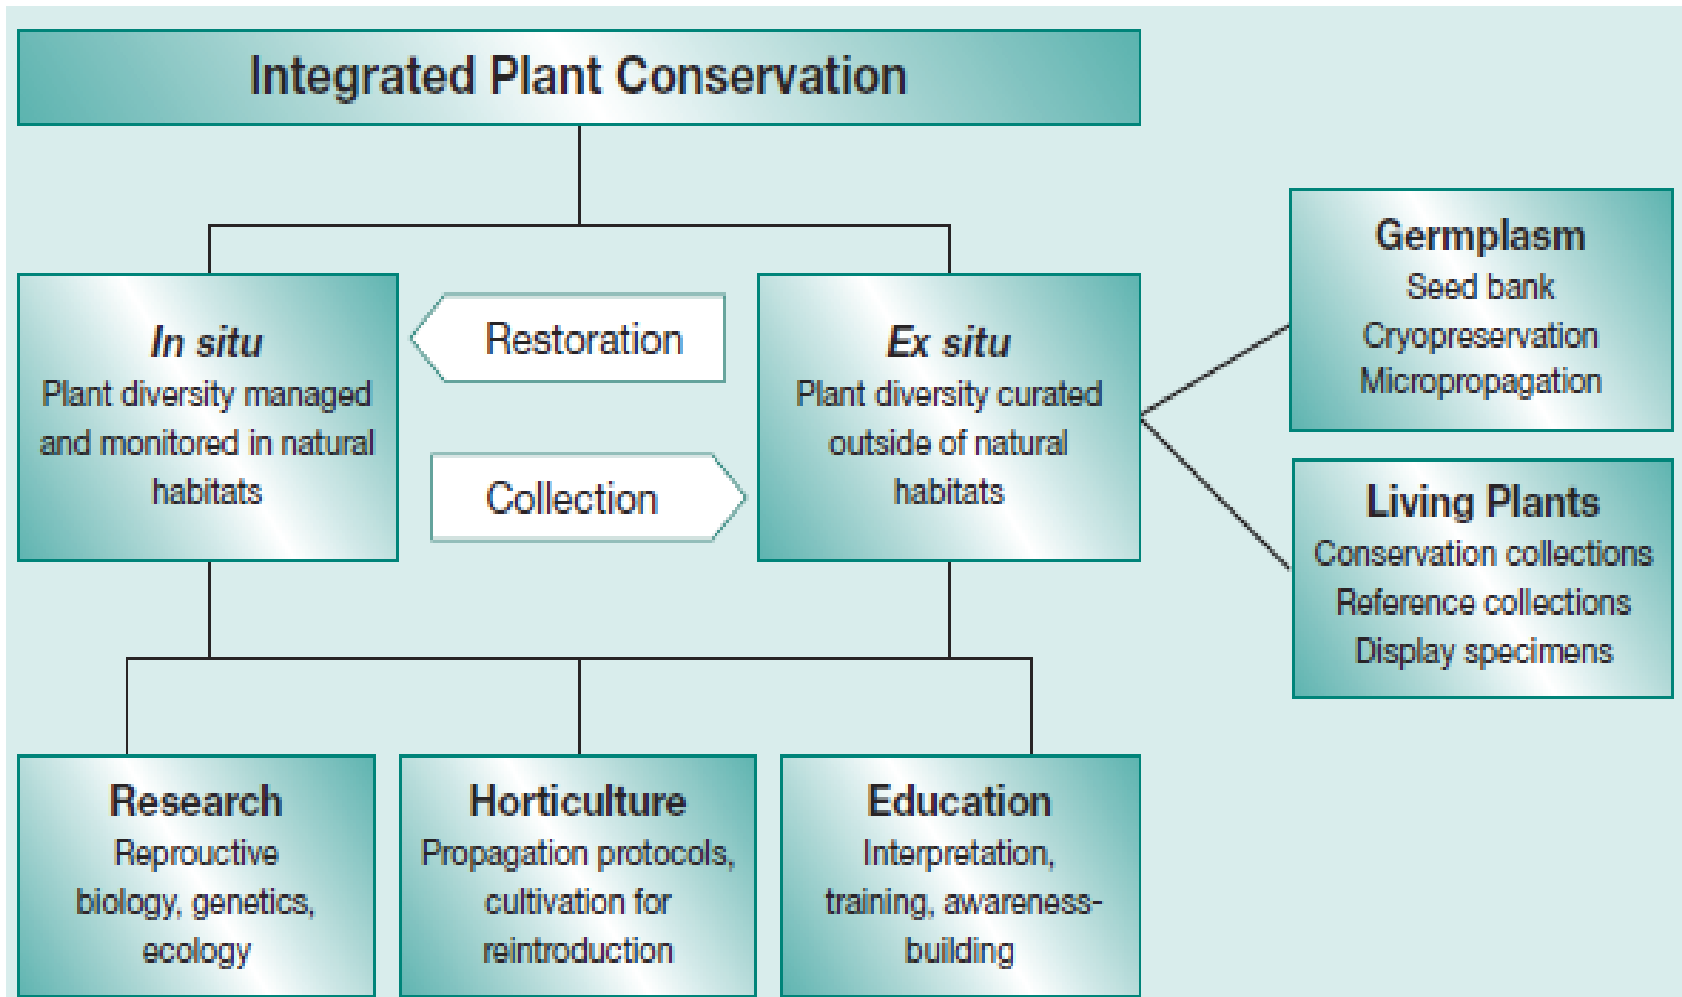 Integrated Plant Conservation
In situ
Plant diversity managed
and monitored in natural
habitats
Restoration
Collection
Ex situ
Plant diversity curated
outside of natural
habitats
Germplasm
Seed bank
Cryopreservation
Micropropagation
Living Plants
Conservation collections
Reference collections
Display specimens
Research
Reprouctive
biology, genetics,
ecology
Horticulture
Propagation protocols,
cultivation for
reintroduction
Education
Interpretation,
training, awareness-
building